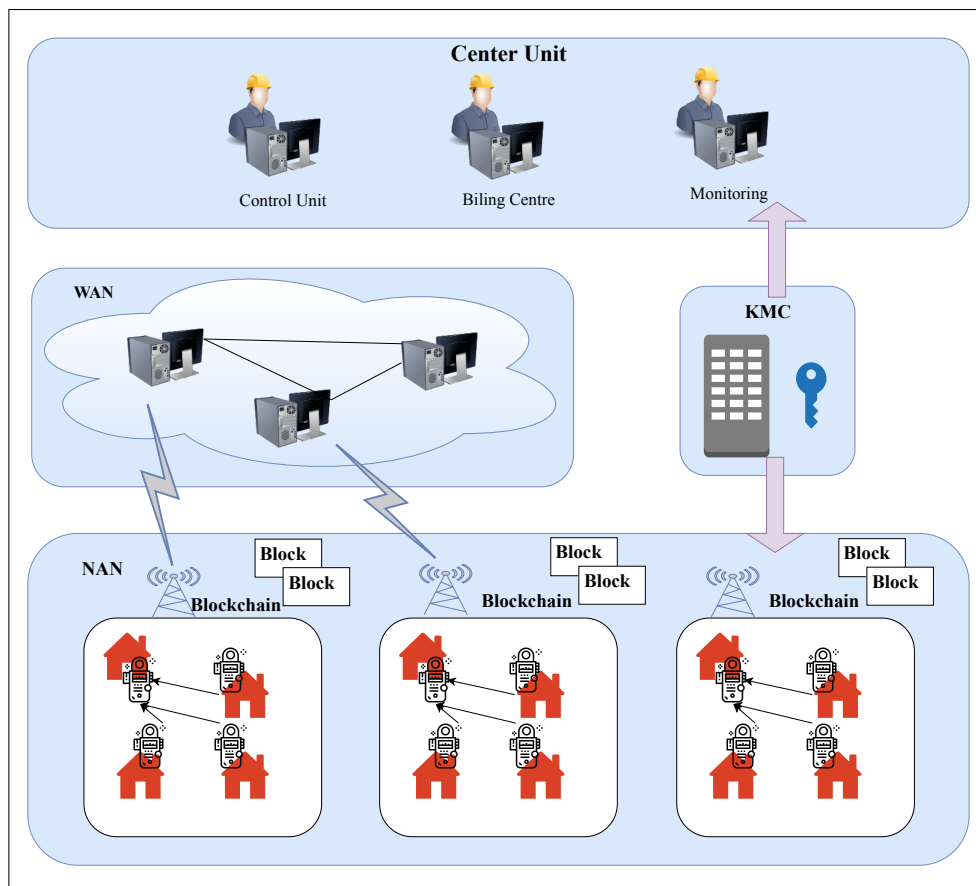 Center Unit
Control Unit
Biling Centre
Monitoring
WAN
KMC
NAN
Block
Block
Blockchain
Block
Block
Blockchain
Block
Block
Blockchain